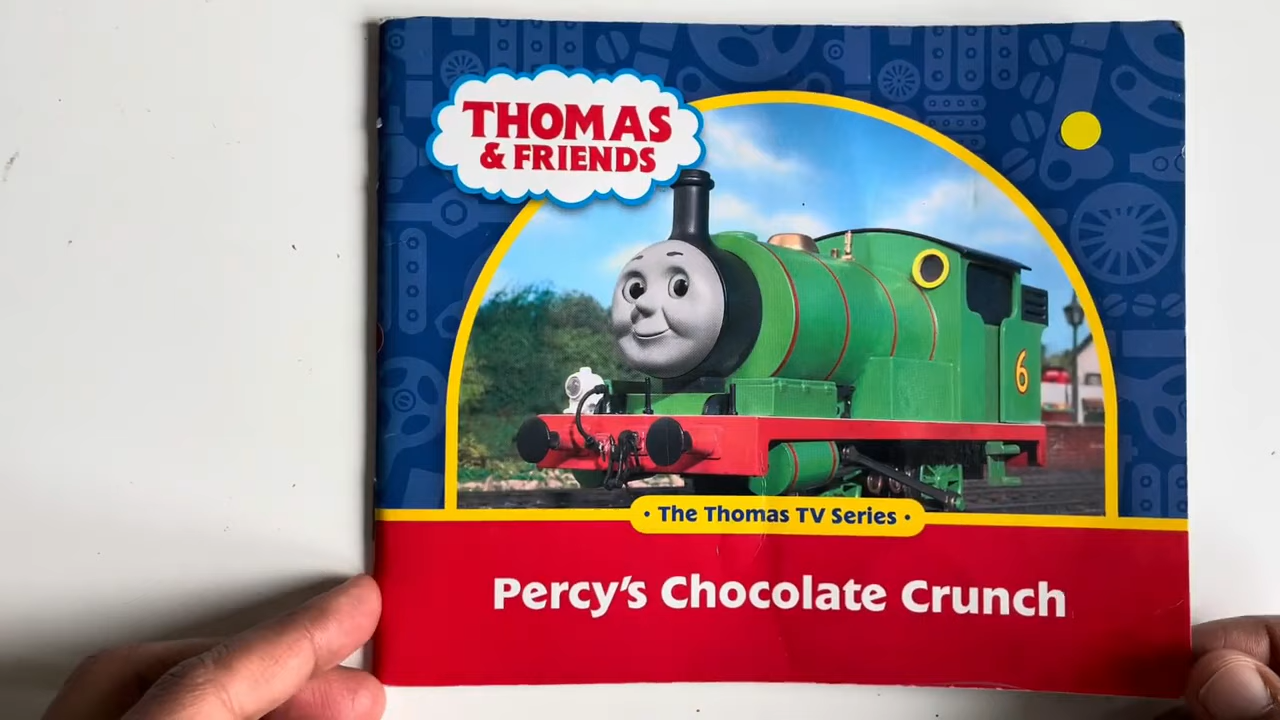 THOMAS
& FRIENDS
6
• The Thomas TV Series •
Percy's Chocolate Crunch